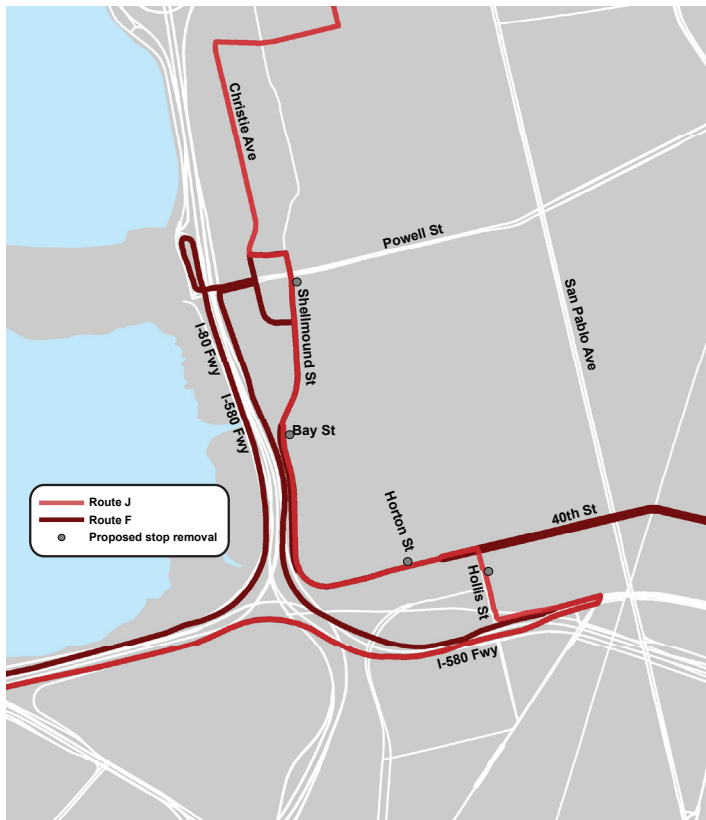 Christie Ave
Powell St
San Pablo Ave
Shellmound St
I-80 Fwy
I-580 Fwy
Bay St
Route J
Route F
Proposed stop removal
Horton St
40th St
Hollis St
I-580 Fwy